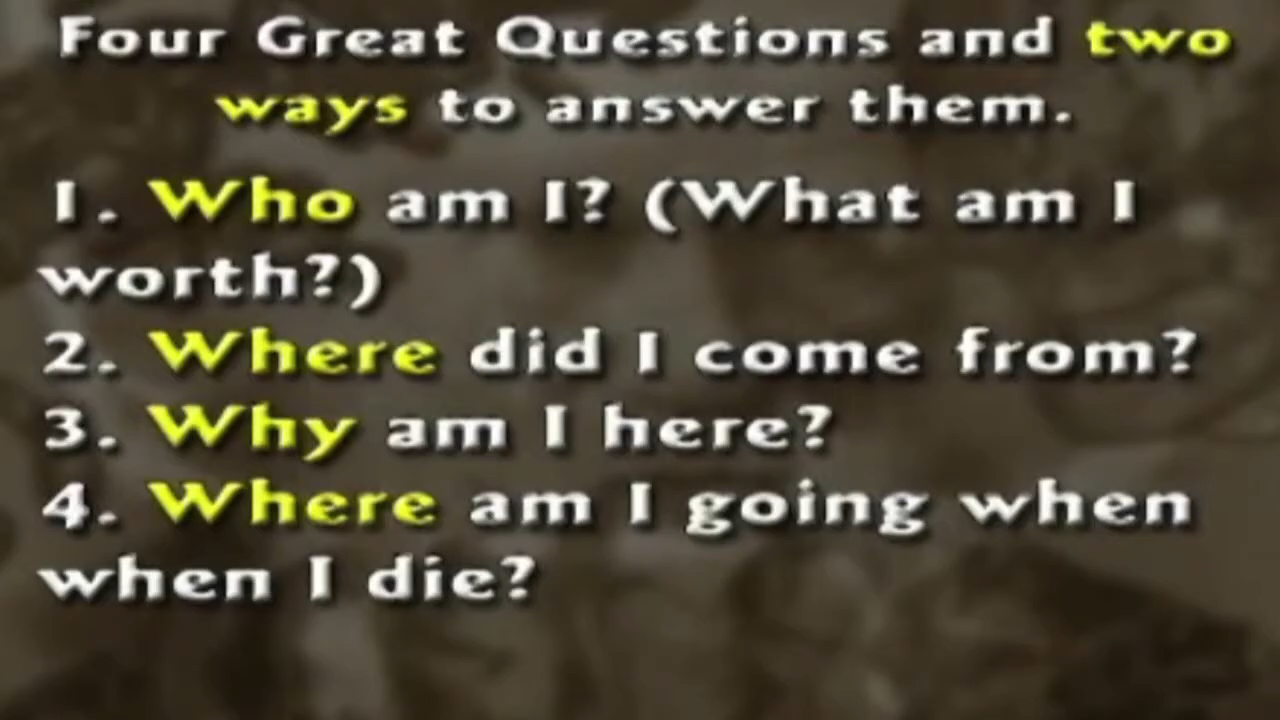 Four Great Questions and two
ways to answer them.
1. Who am I? (What am I
worth?)
2. Where did I come from?
3. Why am I here?
4. Where am I going when
when I die?